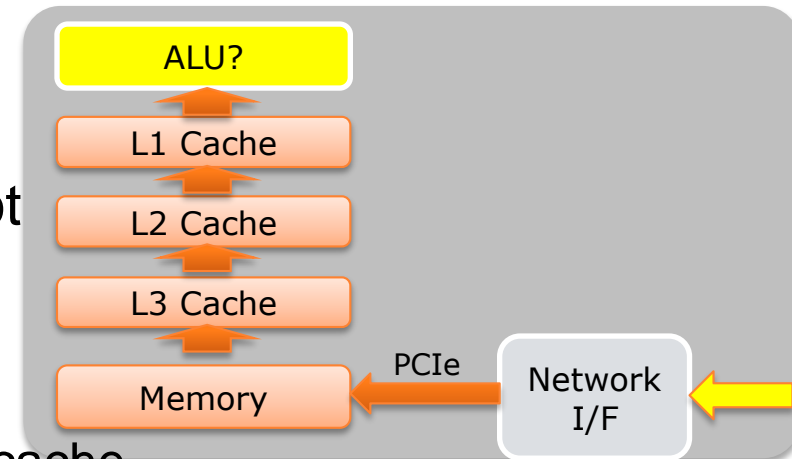 ALU?
L1 Cache
L2 Cache
L3 Cache
Memory
PCIe
Network
I/F